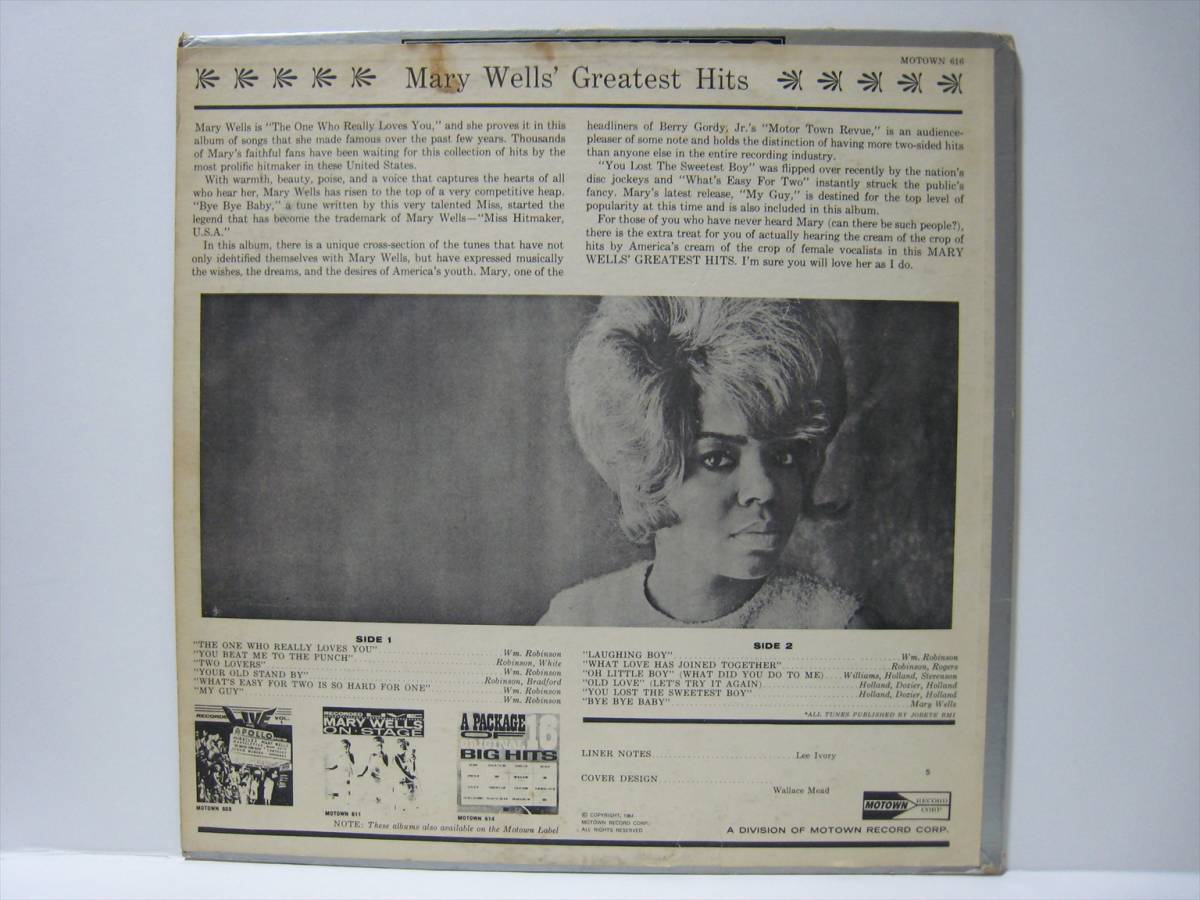 MOTOWN 616
Mary Wells' Greatest Hits
Mary Wells is "The One Who Really Loves You," and she proves it in this
album of songs that she made famous over the past few years. Thousands
of Mary's faithful fans have been waiting for this collection of hits by the
most prolific hitmaker in these United States.
With warmth, beauty, poise, and a voice that captures the hearts of all
who hear her, Mary Wells has risen to the top of a very competitive heap.
"Bye Bye Baby," a tune written by this very talented Miss, started the
legend that has become the trademark of Mary Wells—"Miss Hitmaker,
U.S.A."
In this album, there is a unique cross-section of the tunes that have not
only identified themselves with Mary Wells, but have expressed musically
the wishes, the dreams, and the desires of America's youth. Mary, one of the
headliners of Berry Gordy, Jr.'s "Motor Town Revue," is an audience-
pleaser of some note and holds the distinction of having more two-sided hits
than anyone else in the entire recording industry.
"You Lost The Sweetest Boy" was flipped over recently by the nation's
disc jockeys and "What's Easy For Two" instantly struck the public's
fancy. Mary's latest release, "My Guy," is destined for the top level of
popularity at this time and is also included in this album.
For those of you who have never heard Mary (can there be such people?),
there is the extra treat for you of actually hearing the cream of the crop of
hits by America's cream of the crop of female vocalists in this MARY
WELLS' GREATEST HITS. I'm sure you will love her as I do.
SIDE 1
"THE ONE WHO REALLY LOVES YOU" Wm. Robinson
"YOU BEAT ME TO THE PUNCH" Robinson, White
"TWO LOVERS" Wm. Robinson
"YOUR OLD STAND BY" Robinson, Bradford
"WHAT'S EASY FOR TWO IS SO HARD FOR ONE" Wm. Robinson
"MY GUY" Wm. Robinson
SIDE 2
"LAUGHING BOY" Wm. Robinson
"WHAT LOVE HAS JOINED TOGETHER" Robinson, Rogers
"OH LITTLE BOY" (WHAT DID YOU DO TO ME) Williams, Holland, Stevenson
"OLD LOVE" (LET'S TRY IT AGAIN) Holland, Dozier, Holland
"YOU LOST THE SWEETEST BOY" Holland, Dozier, Holland
"BYE BYE BABY" Mary Wells
*ALL TUNES PUBLISHED BY JOBETE BMI
RECORDED LIVE VOL. 1
APOLLO
MOTOWN 609
RECORDED LIVE
MARY WELLS
ON STAGE
MOTOWN 611
A PACKAGE
OF 16
ORIGINAL
BIG HITS
MOTOWN 614
NOTE: These albums also available on the Motown Label
LINER NOTES Lee Ivory
COVER DESIGN Wallace Mead
5
© COPYRIGHT, 1964
MOTOWN RECORD CORP.
ALL RIGHTS RESERVED
MOTOWN RECORD CORP
A DIVISION OF MOTOWN RECORD CORP.